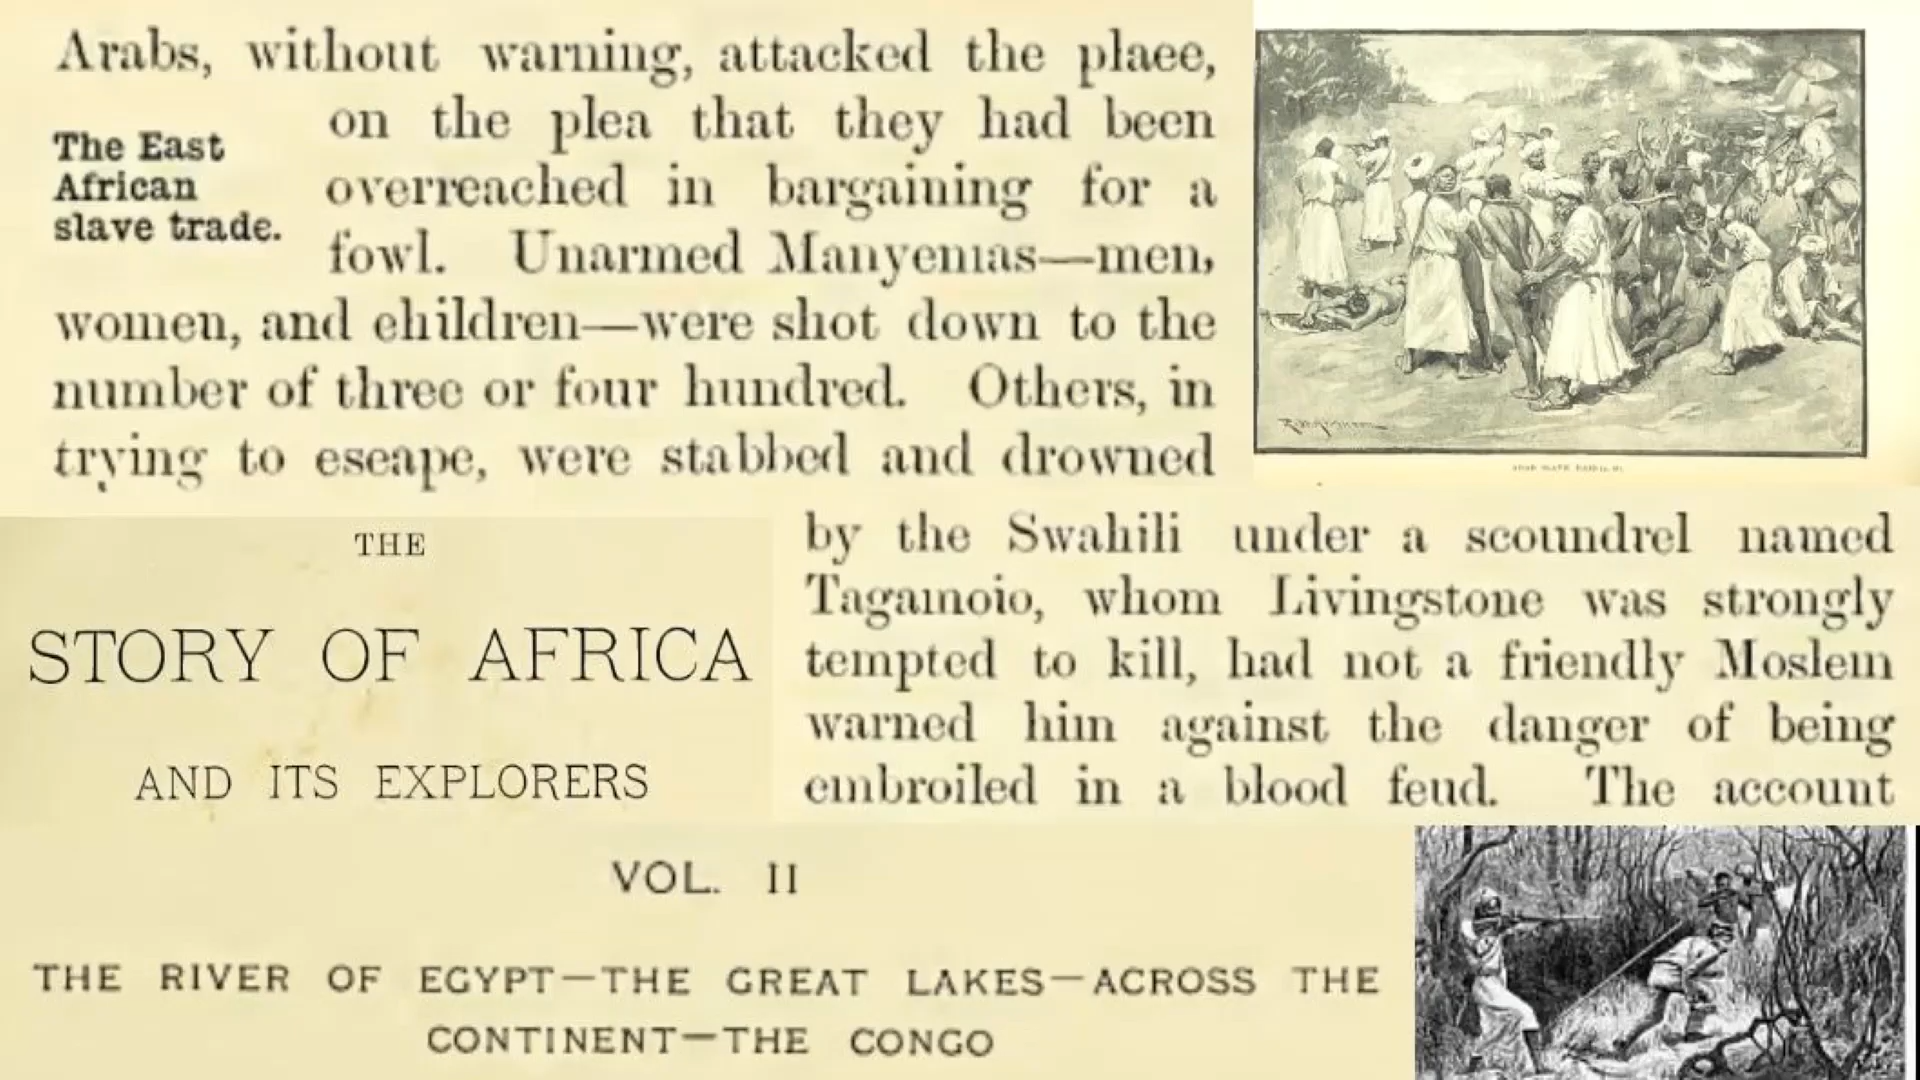 Arabs, without warning, attacked the place,
on the plea that they had been
The East
African
slave trade.
overreached in bargaining for a
fowl. Unarmed Manyemas—men,
women, and children—were shot down to the
number of three or four hundred. Others, in
trying to escape, were stabbed and drowned
by the Swahili under a scoundrel named
Tagamoio, whom Livingstone was strongly
tempted to kill, had not a friendly Moslem
warned him against the danger of being
embroiled in a blood feud. The account
THE
STORY OF AFRICA
AND ITS EXPLORERS
VOL. II
THE RIVER OF EGYPT—THE GREAT LAKES—ACROSS THE
CONTINENT—THE CONGO